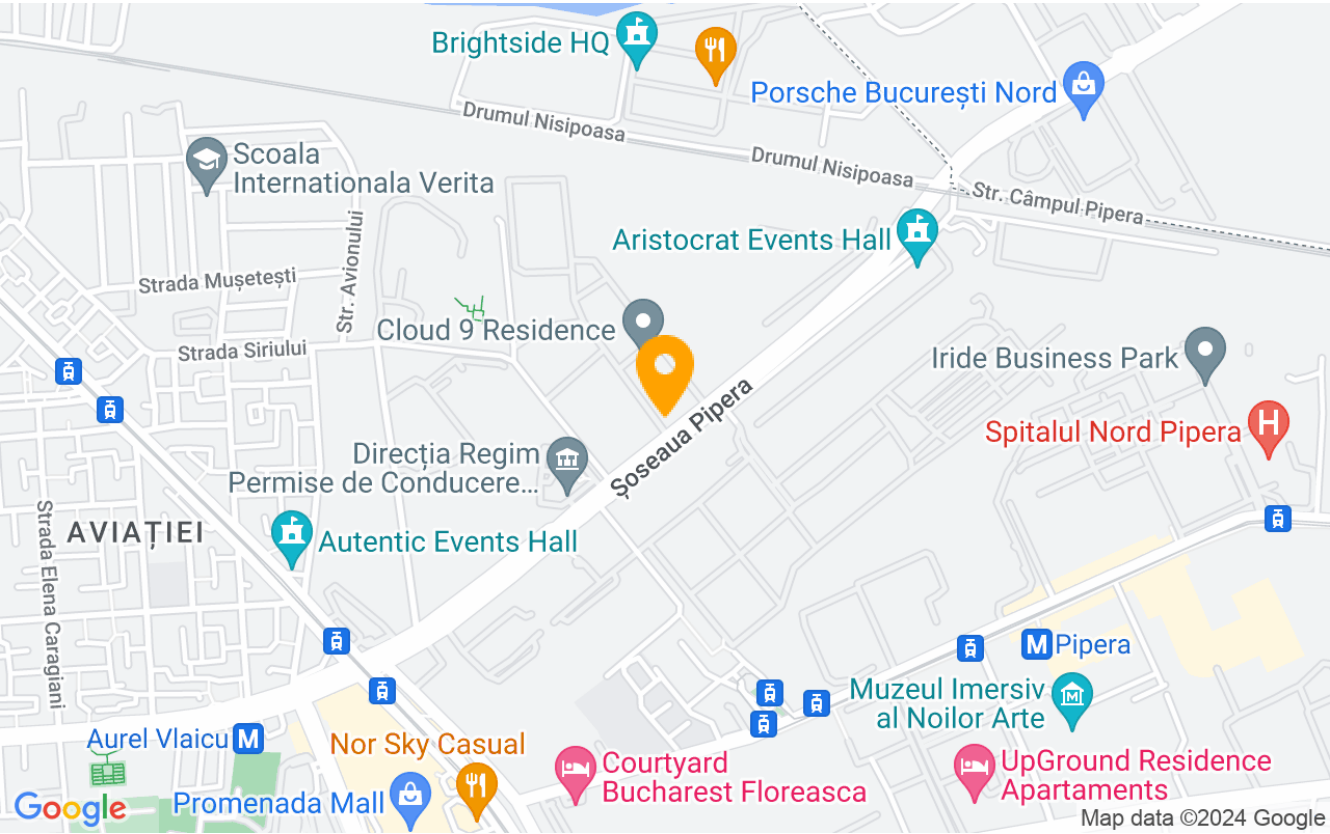 Brightside HQ
Porsche București Nord
Drumul Nisipoasa
Drumul Nisipoasa
Scoala
Internationala Verita
Str. Câmpul Pipera
Str. Avionului
Aristocrat Events Hall
Strada Mușetești
Cloud 9 Residence
Strada Siriului
Iride Business Park
Șoseaua Pipera
Spitalul Nord Pipera
H
Direcția Regim
Permise de Conducere...
Strada Elena Caragiani
AVIAȚIEI
Autentic Events Hall
M Pipera
Muzeul Imersiv
al Noilor Arte
Aurel Vlaicu M
Nor Sky Casual
Courtyard
Bucharest Floreasca
UpGround Residence
Apartaments
Google
Promenada Mall
Map data ©2024 Google